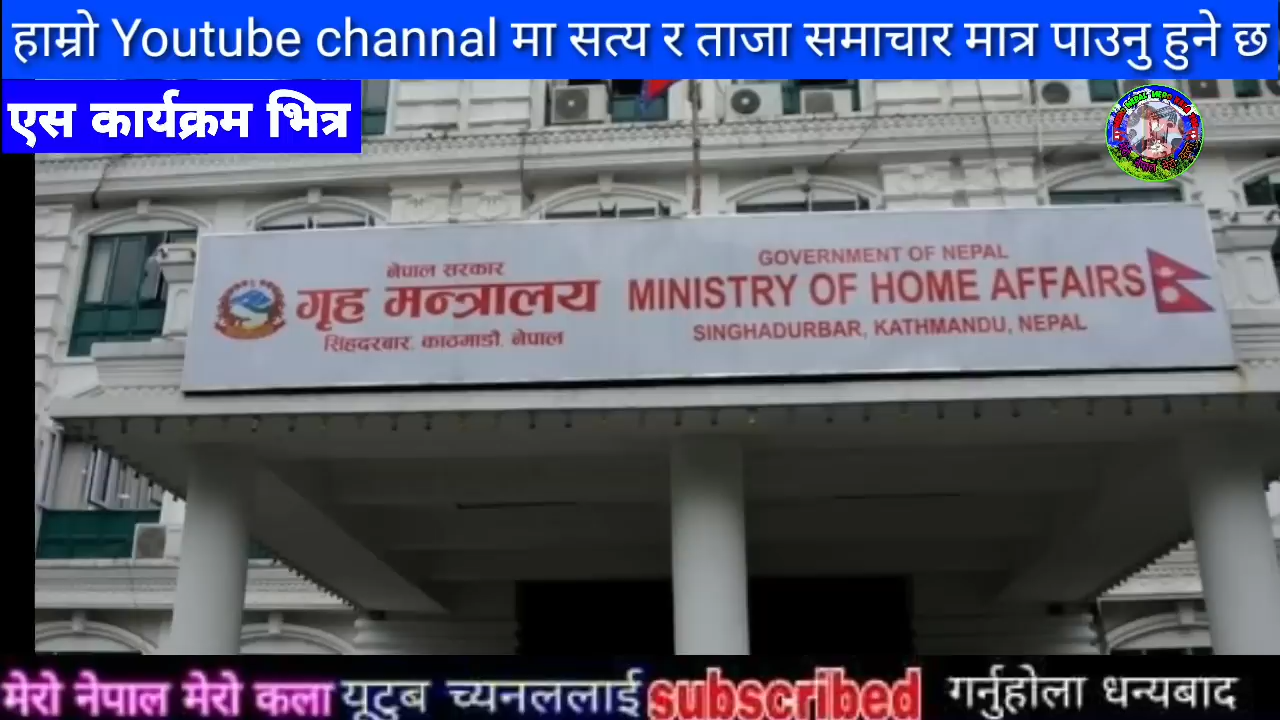 हाम्रो Youtube channal मा सत्य र ताजा समाचार मात्र पाउनु हुने छ
एस कार्यक्रम भित्र
नेपाल सरकार
गृह मन्त्रालय
सिंहदरबार, काठमाडौं, नेपाल
GOVERNMENT OF NEPAL
MINISTRY OF HOME AFFAIRS
SINGHADURBAR, KATHMANDU, NEPAL
मेरो नेपाल मेरो कला यूटुब च्यनललाई subscribed गर्नुहोला धन्यबाद